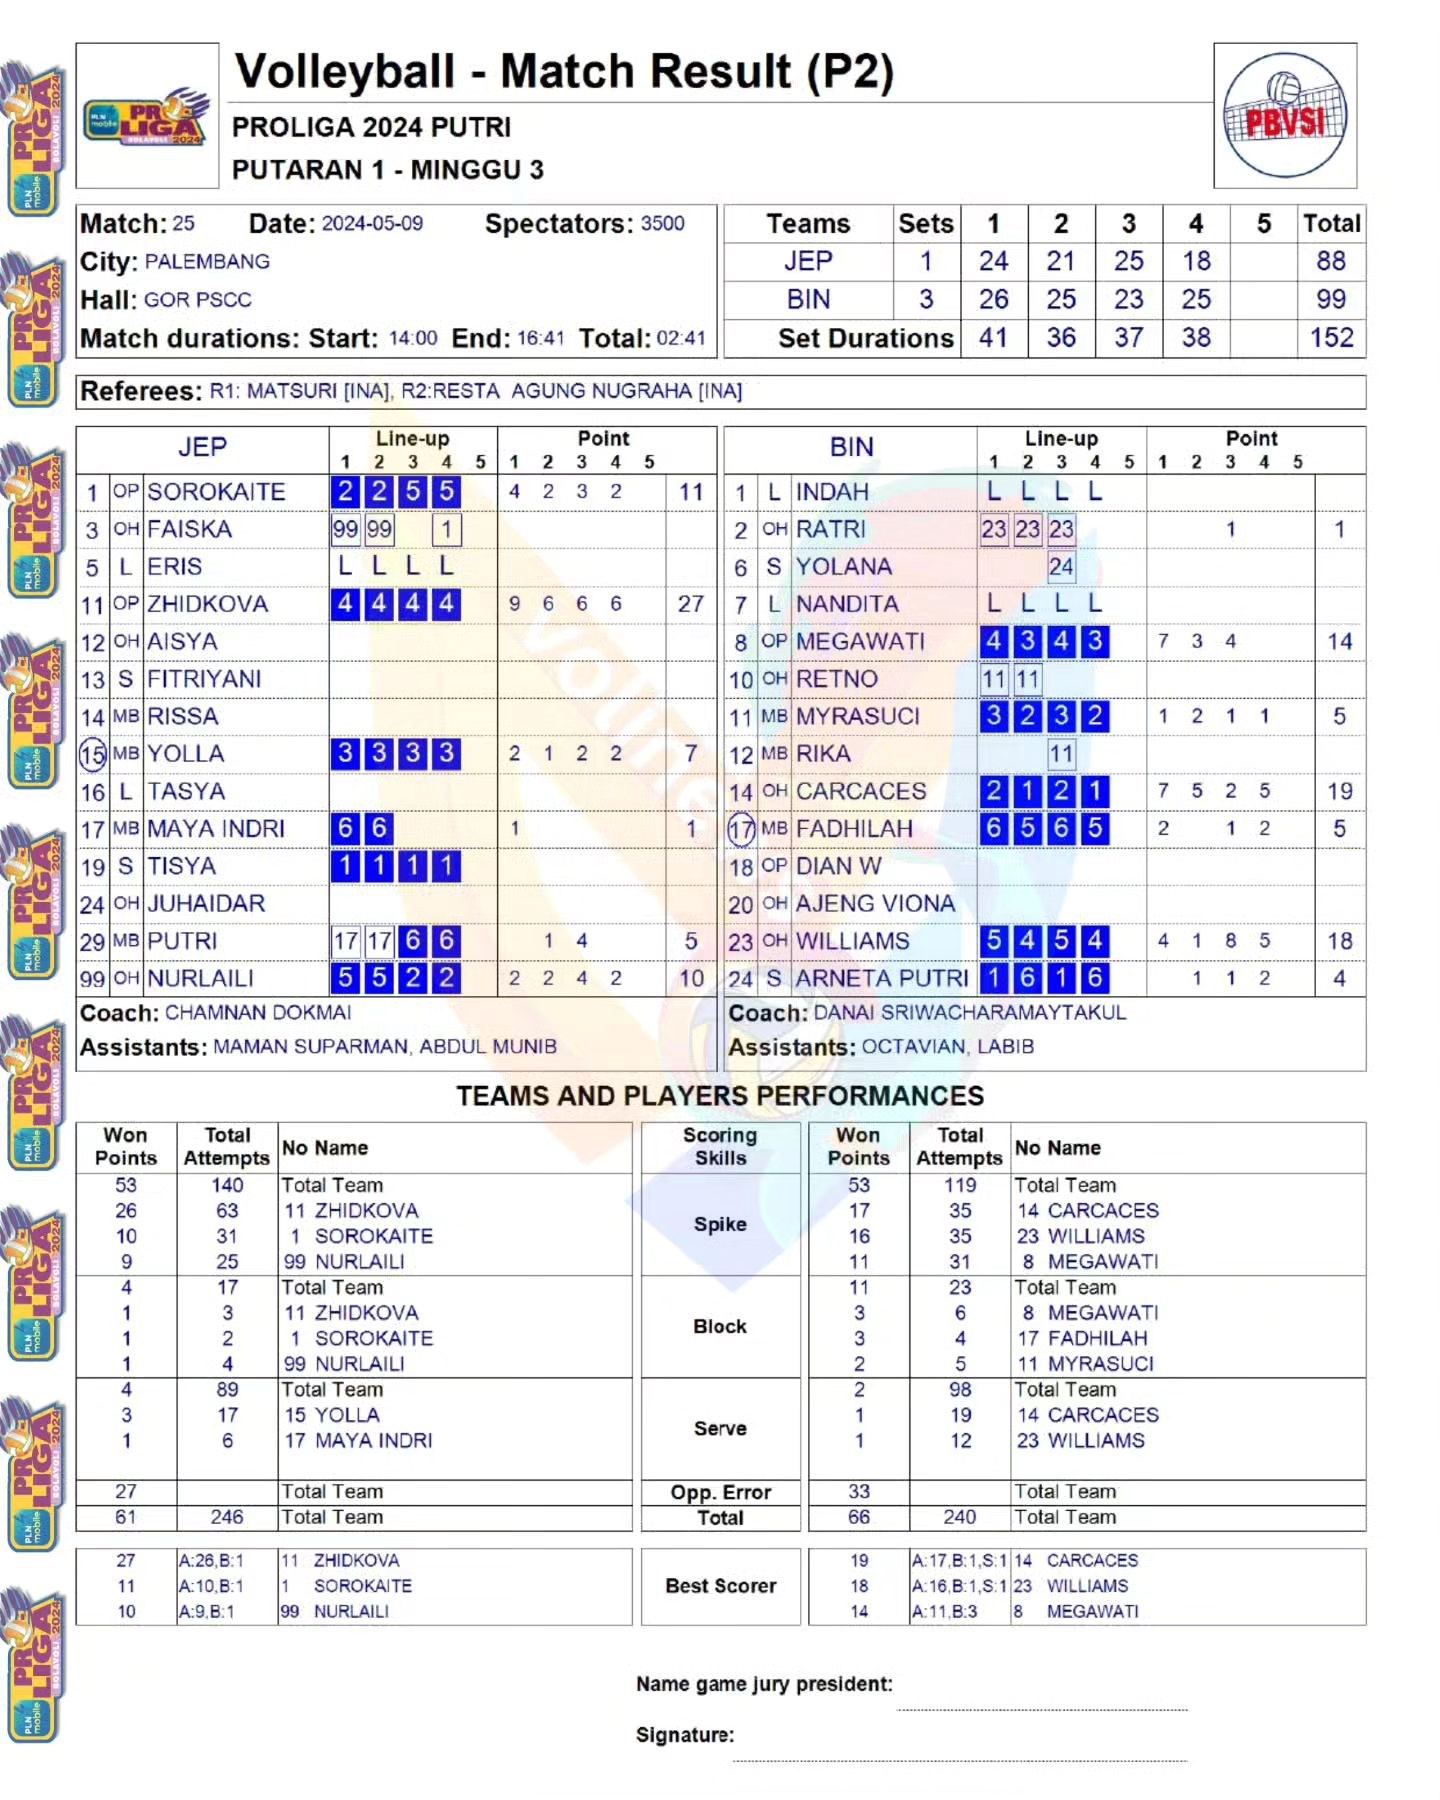 Volleyball - Match Result (P2)
PROLIGA 2024 PUTRI
PUTARAN 1 - MINGGU 3
PLN mobile PROLIGA BOLAVOLI 2024
PBVSI
Match: 25 Date: 2024-05-09 Spectators: 3500
City: PALEMBANG
Hall: GOR PSCC
Match durations: Start: 14:00 End: 16:41 Total: 02:41
Teams Sets 1 2 3 4 5 Total
JEP 1 24 21 25 18 88
BIN 3 26 25 23 25 99
Set Durations 41 36 37 38 152
Referees: R1: MATSURI [INA], R2:RESTA AGUNG NUGRAHA [INA]
JEP Line-up Point
1 2 3 4 5 1 2 3 4 5
1 OP SOROKAITE 2 2 5 5 4 2 3 2 11
3 OH FAISKA 99 99 1
5 L ERIS L L L L
11 OP ZHIDKOVA 4 4 4 4 9 6 6 6 27
12 OH AISYA
13 S FITRIYANI
14 MB RISSA
15 MB YOLLA 3 3 3 3 2 1 2 2 7
16 L TASYA
17 MB MAYA INDRI 6 6 1 1
19 S TISYA 1 1 1 1
24 OH JUHAIDAR
29 MB PUTRI 17 17 6 6 1 4 5
99 OH NURLAILI 5 5 2 2 2 2 4 2 10
Coach: CHAMNAN DOKMAI
Assistants: MAMAN SUPARMAN, ABDUL MUNIB
BIN Line-up Point
1 2 3 4 5 1 2 3 4 5
1 L INDAH L L L L
2 OH RATRI 23 23 23 1 1
6 S YOLANA 24
7 L NANDITA L L L L
8 OP MEGAWATI 4 3 4 3 7 3 4 14
10 OH RETNO 11 11
11 MB MYRASUCI 3 2 3 2 1 2 1 1 5
12 MB RIKA 11
14 OH CARCACES 2 1 2 1 7 5 2 5 19
17 MB FADHILAH 6 5 6 5 2 1 2 5
18 OP DIAN W
20 OH AJENG VIONA
23 OH WILLIAMS 5 4 5 4 4 1 8 5 18
24 S ARNETA PUTRI 1 6 1 6 1 1 2 4
Coach: DANAI SRIWACHARAMAYTAKUL
Assistants: OCTAVIAN, LABIB
TEAMS AND PLAYERS PERFORMANCES
Won Points Total Attempts No Name Scoring Skills Won Points Total Attempts No Name
53 140 Total Team Spike 53 119 Total Team
26 63 11 ZHIDKOVA 17 35 14 CARCACES
10 31 1 SOROKAITE 16 35 23 WILLIAMS
9 25 99 NURLAILI 11 31 8 MEGAWATI
4 17 Total Team Block 11 23 Total Team
1 3 11 ZHIDKOVA 3 6 8 MEGAWATI
1 2 1 SOROKAITE 3 4 17 FADHILAH
1 4 99 NURLAILI 2 5 11 MYRASUCI
4 89 Total Team Serve 2 98 Total Team
3 17 15 YOLLA 1 19 14 CARCACES
1 6 17 MAYA INDRI 1 12 23 WILLIAMS
27 Total Team Opp. Error 33 Total Team
61 246 Total Team Total 66 240 Total Team
27 A:26,B:1 11 ZHIDKOVA Best Scorer 19 A:17,B:1,S:1 14 CARCACES
11 A:10,B:1 1 SOROKAITE 18 A:16,B:1,S:1 23 WILLIAMS
10 A:9,B:1 99 NURLAILI 14 A:11,B:3 8 MEGAWATI
Name game jury president:
Signature: